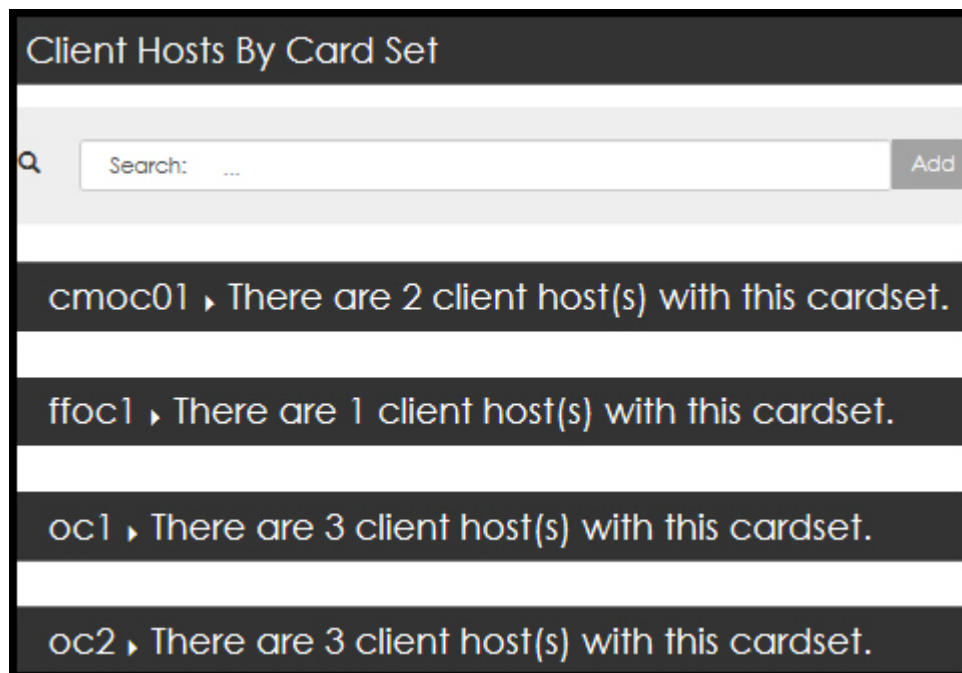 Client Hosts By Card Set
Search: ... Add
cmoc01 ▸ There are 2 client host(s) with this cardset.
ffoc1 ▸ There are 1 client host(s) with this cardset.
oc1 ▸ There are 3 client host(s) with this cardset.
oc2 ▸ There are 3 client host(s) with this cardset.